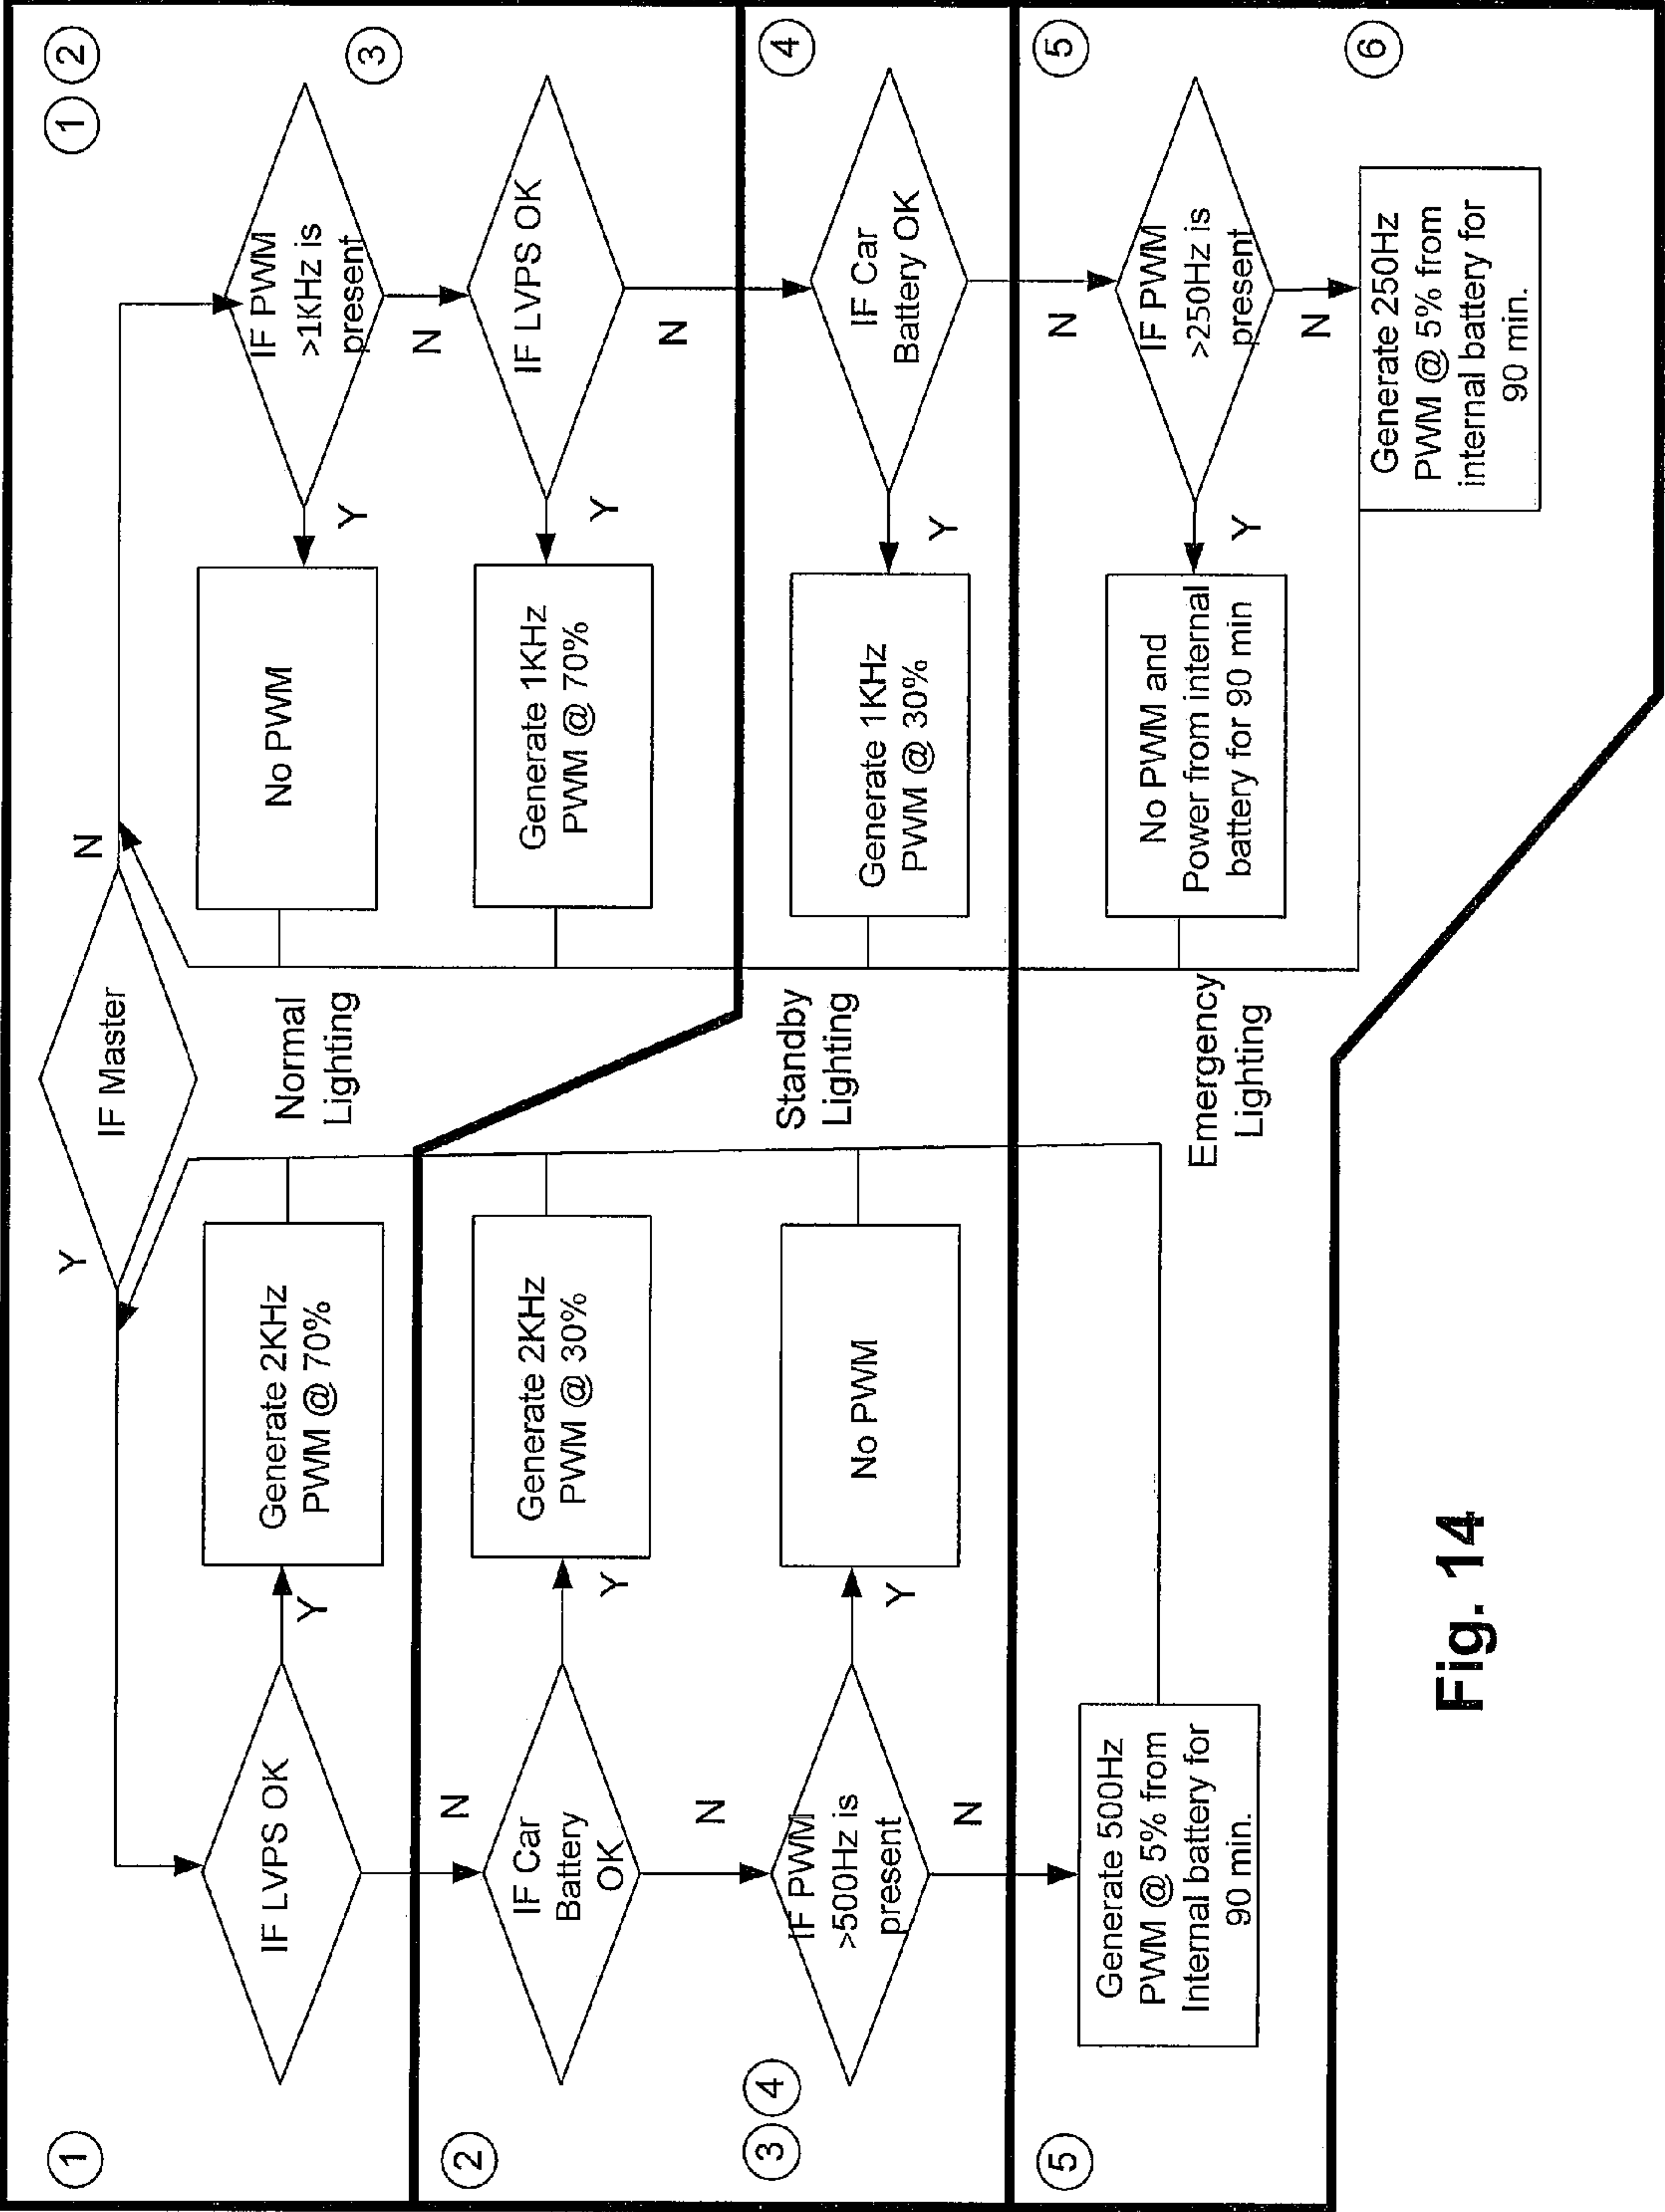 IF Master
Y
N
1
IF LVPS OK
Y
Generate 2KHz
PWM @ 70%
N
2
IF Car
Battery
OK
Y
Generate 2KHz
PWM @ 30%
N
3 4
IF PWM
>500Hz is
present
Y
No PWM
N
5
Generate 500Hz
PWM @ 5% from
Internal battery for
90 min.
Normal
Lighting
Standby
Lighting
Emergency
Lighting
1 2
IF PWM
>1KHz is
present
Y
No PWM
N
3
IF LVPS OK
Y
Generate 1KHz
PWM @ 70%
N
4
IF Car
Battery OK
Y
Generate 1KHz
PWM @ 30%
N
5
IF PWM
>250Hz is
present
Y
No PWM and
Power from internal
battery for 90 min
N
6
Generate 250Hz
PWM @ 5% from
internal battery for
90 min.
Fig. 14